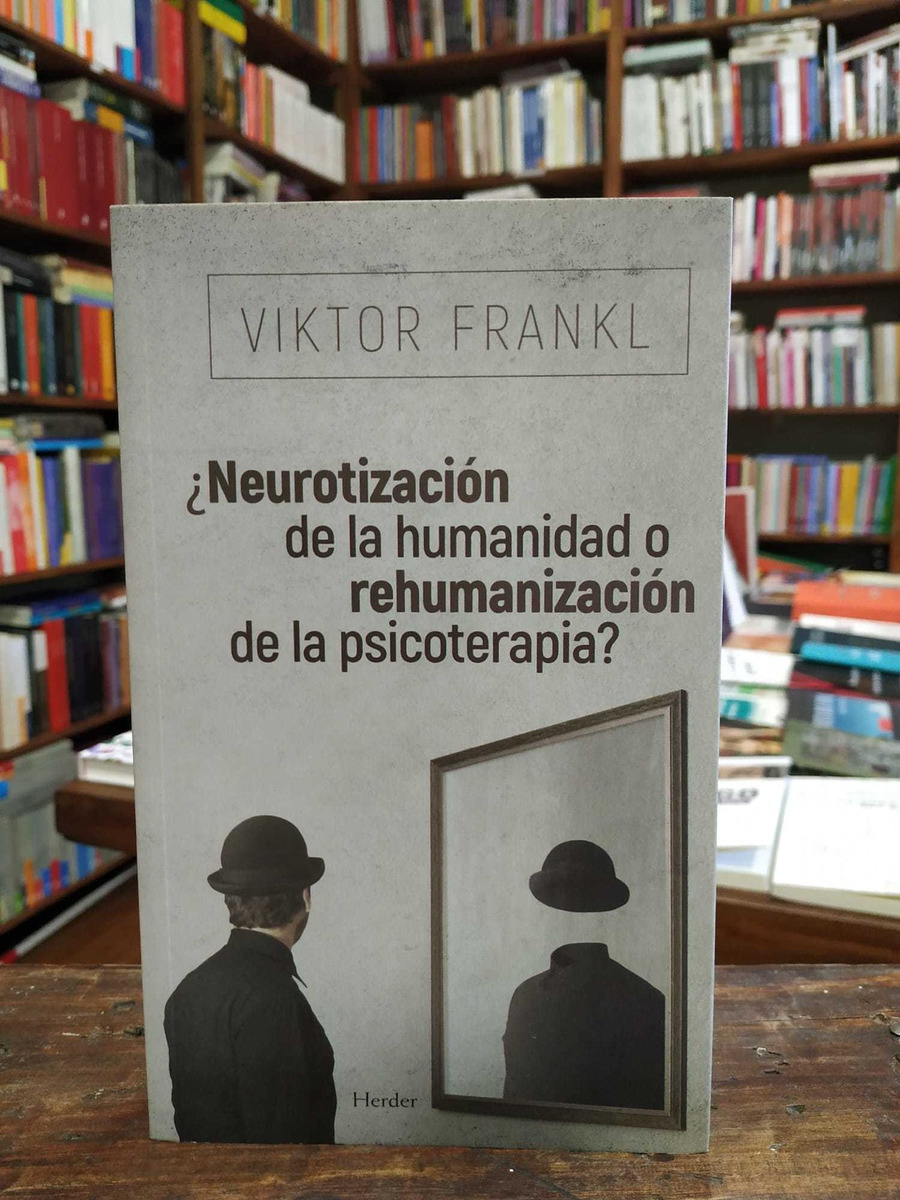 VIKTOR FRANKL
¿Neurotización
de la humanidad o
rehumanización
de la psicoterapia?
Herder